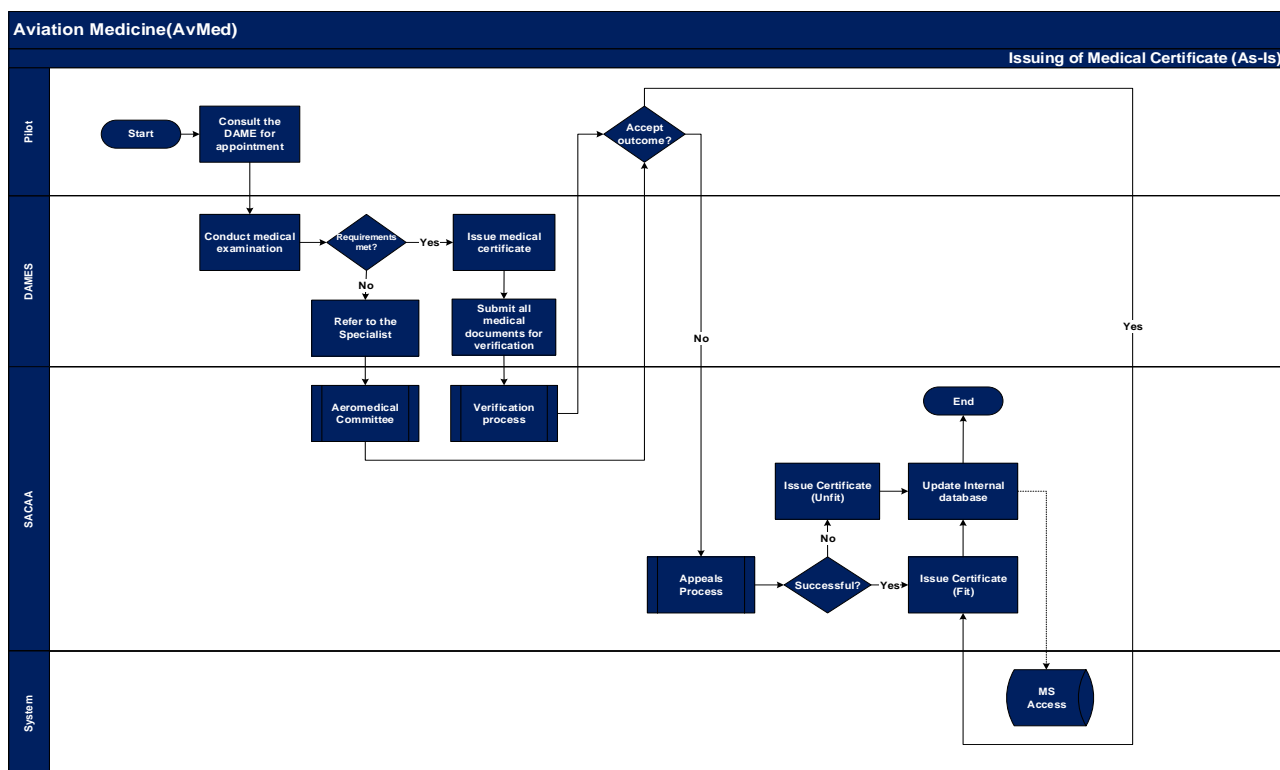 Aviation Medicine(AvMed)
Issuing of Medical Certificate (As-Is)
Pilot
Start
Consult the
DAME for
appointment
Accept
outcome?
DAMES
Conduct medical
examination
Requirements
met?
Yes
Issue medical
certificate
No
Refer to the
Specialist
Submit all
medical
documents for
verification
No
Yes
SACAA
Aeromedical
Committee
Verification
process
End
Issue Certificate
(Unfit)
Update Internal
database
No
Appeals
Process
Successful?
Yes
Issue Certificate
(Fit)
System
MS
Access